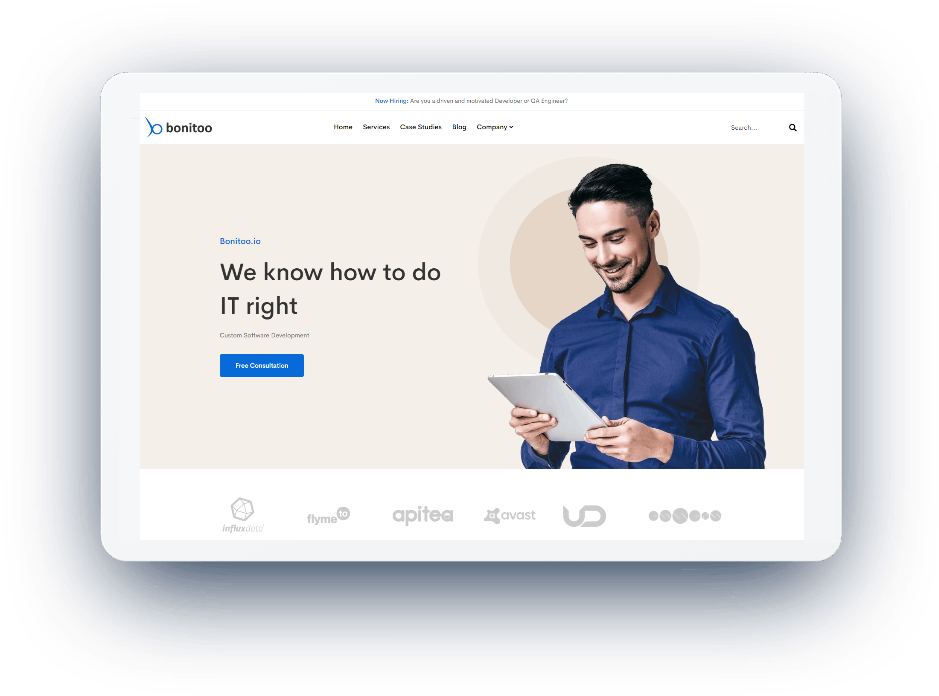 Now Hiring: Are you a driven and motivated Developer or QA Engineer?
bonitoo
Home Services Case Studies Blog Company
Search...
Bonitoo.io
We know how to do
IT right
Custom Software Development
Free Consultation
influxdata
flyme to
apitea
avast
UD